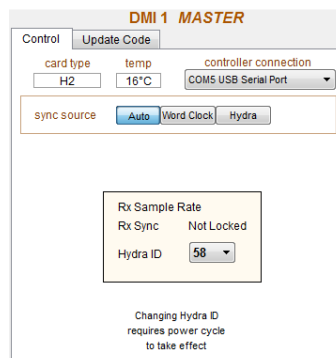 DMI 1 MASTER
Control Update Code
card type temp controller connection
H2 16°C COM5 USB Serial Port
sync source Auto Word Clock Hydra
Rx Sample Rate
Rx Sync Not Locked
Hydra ID 58
Changing Hydra ID
requires power cycle
to take effect